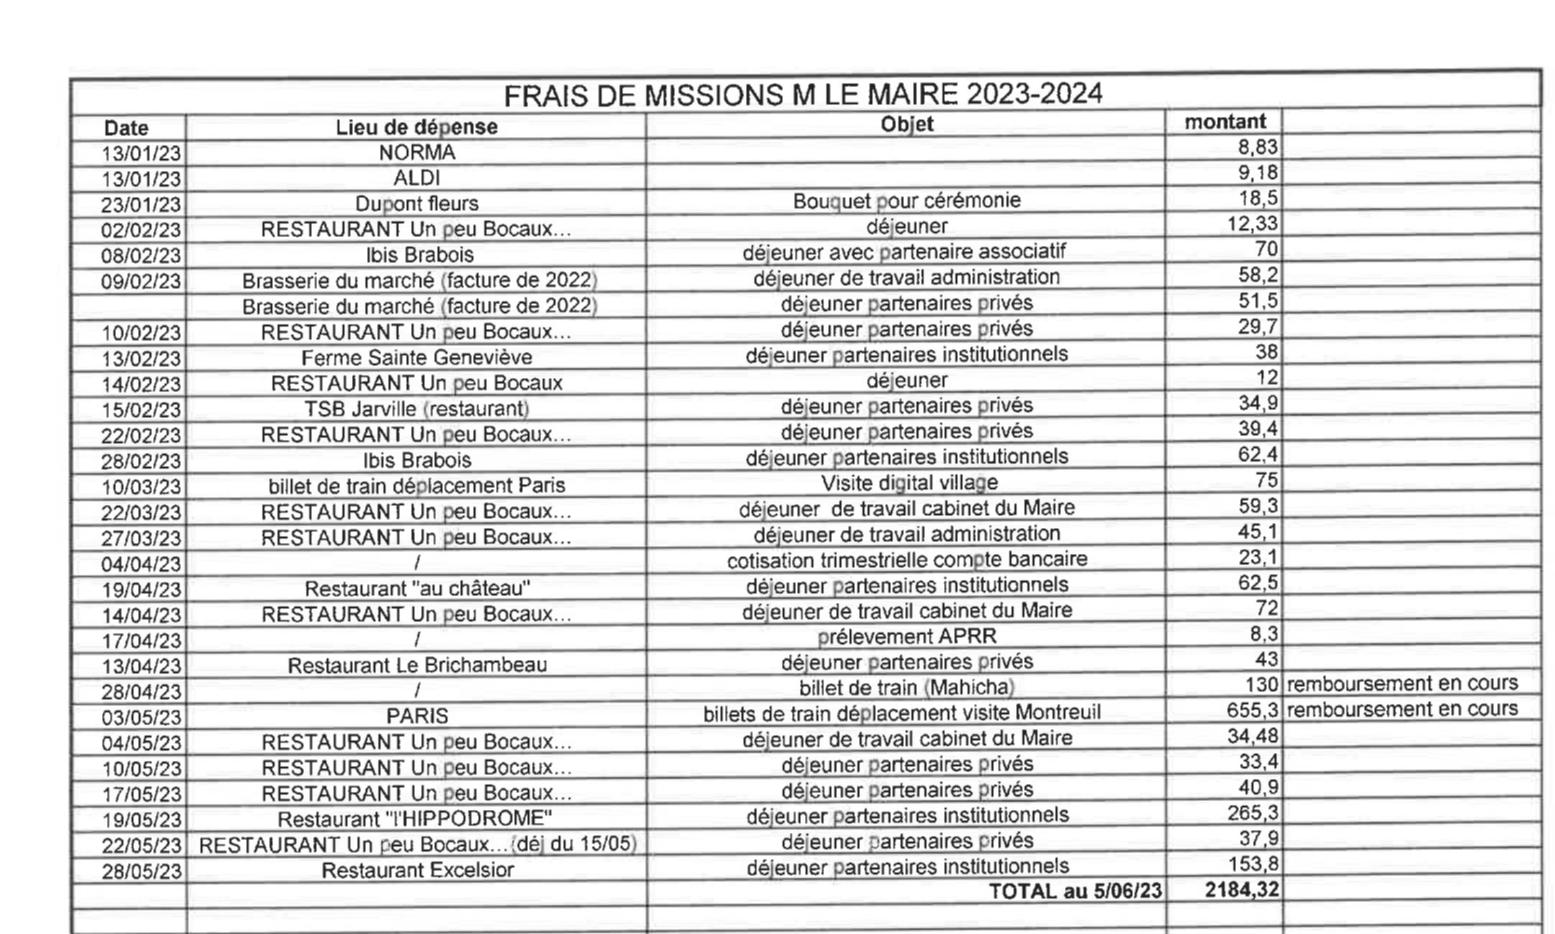 FRAIS DE MISSIONS M LE MAIRE 2023-2024
Date Lieu de dépense Objet montant
13/01/23 NORMA 8,83
13/01/23 ALDI 9,18
23/01/23 Dupont fleurs Bouquet pour cérémonie 18,5
02/02/23 RESTAURANT Un peu Bocaux... déjeuner 12,33
08/02/23 Ibis Brabois déjeuner avec partenaire associatif 70
09/02/23 Brasserie du marché (facture de 2022) déjeuner de travail administration 58,2
Brasserie du marché (facture de 2022) déjeuner partenaires privés 51,5
10/02/23 RESTAURANT Un peu Bocaux... déjeuner partenaires privés 29,7
13/02/23 Ferme Sainte Geneviève déjeuner partenaires institutionnels 38
14/02/23 RESTAURANT Un peu Bocaux déjeuner 12
15/02/23 TSB Jarville (restaurant) déjeuner partenaires privés 34,9
22/02/23 RESTAURANT Un peu Bocaux... déjeuner partenaires privés 39,4
28/02/23 Ibis Brabois déjeuner partenaires institutionnels 62,4
10/03/23 billet de train déplacement Paris Visite digital village 75
22/03/23 RESTAURANT Un peu Bocaux... déjeuner de travail cabinet du Maire 59,3
27/03/23 RESTAURANT Un peu Bocaux... déjeuner de travail administration 45,1
04/04/23 / cotisation trimestrielle compte bancaire 23,1
19/04/23 Restaurant "au château" déjeuner partenaires institutionnels 62,5
14/04/23 RESTAURANT Un peu Bocaux... déjeuner de travail cabinet du Maire 72
17/04/23 / prélevement APRR 8,3
13/04/23 Restaurant Le Brichambeau déjeuner partenaires privés 43
28/04/23 / billet de train (Mahicha) 130 remboursement en cours
03/05/23 PARIS billets de train déplacement visite Montreuil 655,3 remboursement en cours
04/05/23 RESTAURANT Un peu Bocaux... déjeuner de travail cabinet du Maire 34,48
10/05/23 RESTAURANT Un peu Bocaux... déjeuner partenaires privés 33,4
17/05/23 RESTAURANT Un peu Bocaux... déjeuner partenaires privés 40,9
19/05/23 Restaurant "l'HIPPODROME" déjeuner partenaires institutionnels 265,3
22/05/23 RESTAURANT Un peu Bocaux...(déj du 15/05) déjeuner partenaires privés 37,9
28/05/23 Restaurant Excelsior déjeuner partenaires institutionnels 153,8
TOTAL au 5/06/23 2184,32